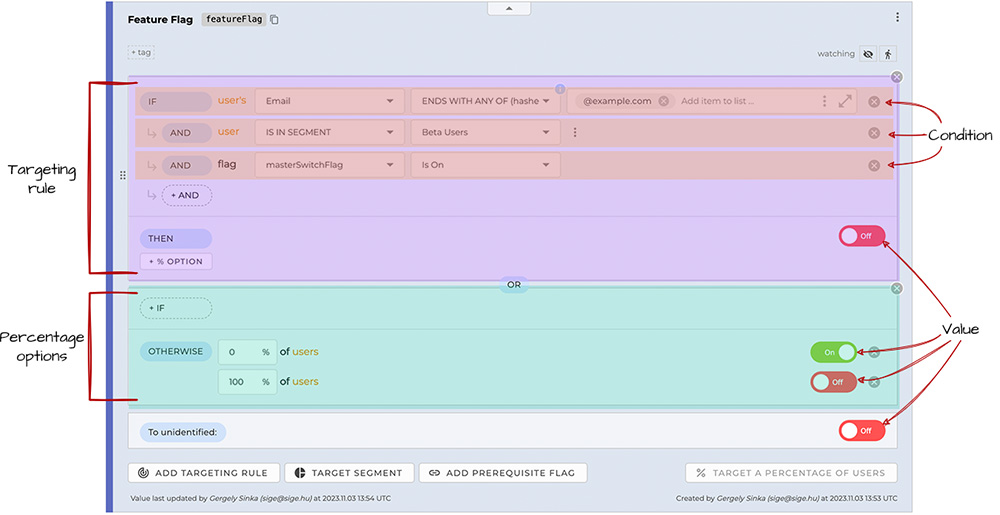 Feature Flag featureFlag
+ tag
watching
IF user's Email ENDS WITH ANY OF (hashe @example.com Add item to list ...
AND user IS IN SEGMENT Beta Users
AND flag masterSwitchFlag Is On
+ AND
THEN Off
+ % OPTION
OR
+ IF
OTHERWISE 0 % of users On
100 % of users Off
To unidentified: Off
ADD TARGETING RULE TARGET SEGMENT ADD PREREQUISITE FLAG % TARGET A PERCENTAGE OF USERS
Value last updated by Gergely Sinka (sige@sige.hu) at 2023.11.03 13:54 UTC
Created by Gergely Sinka (sige@sige.hu) at 2023.11.03 13:53 UTC
Targeting
rule
Percentage
options
Condition
Value